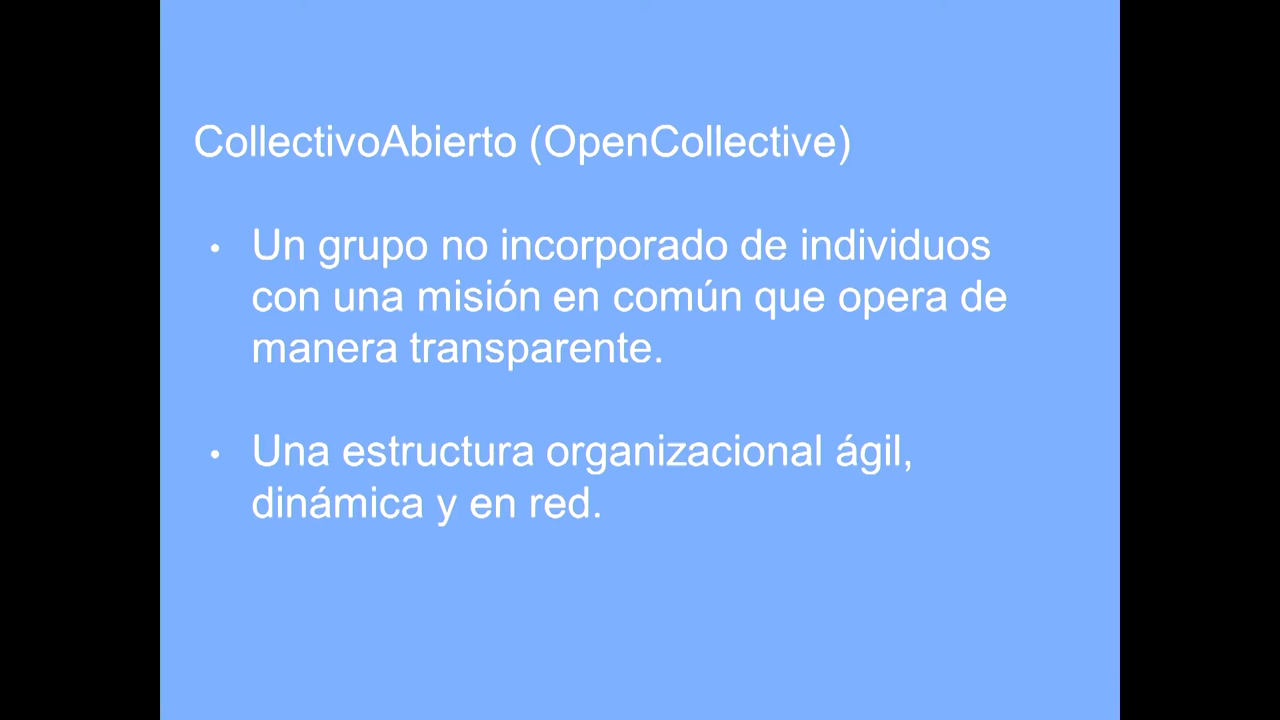 CollectivoAbierto (OpenCollective)
• Un grupo no incorporado de individuos
con una misión en común que opera de
manera transparente.
• Una estructura organizacional ágil,
dinámica y en red.